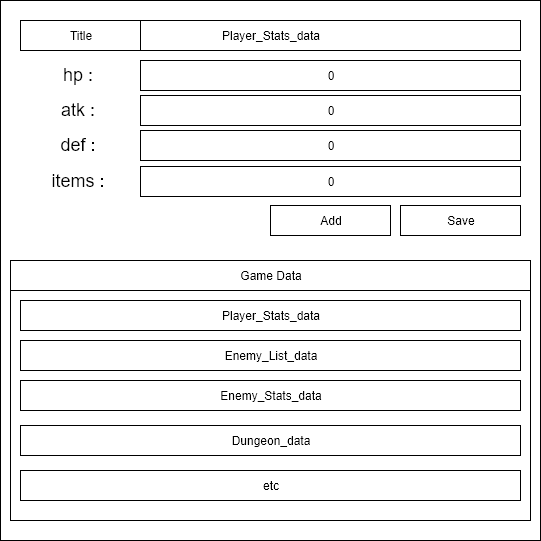 Title Player_Stats_data
hp : 0
atk : 0
def : 0
items : 0
Add Save
Game Data
Player_Stats_data
Enemy_List_data
Enemy_Stats_data
Dungeon_data
etc